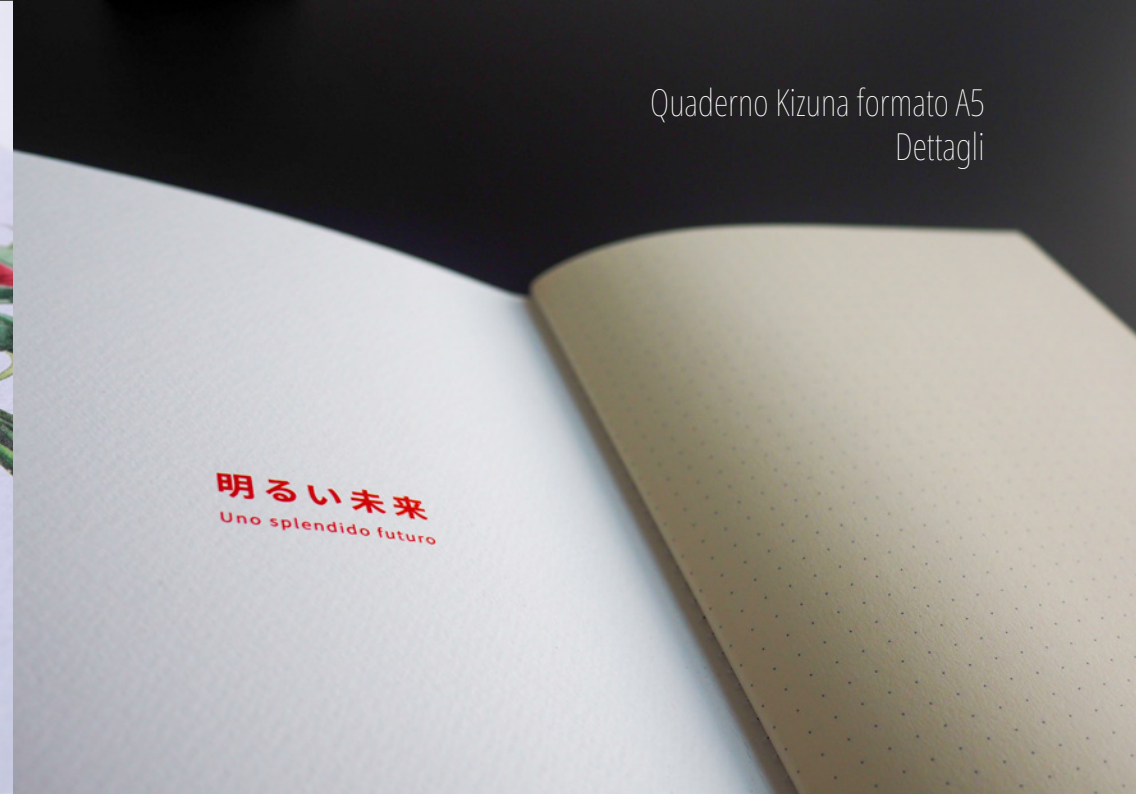 Quaderno Kizuna formato A5
Dettagli
明るい未来
Uno splendido futuro